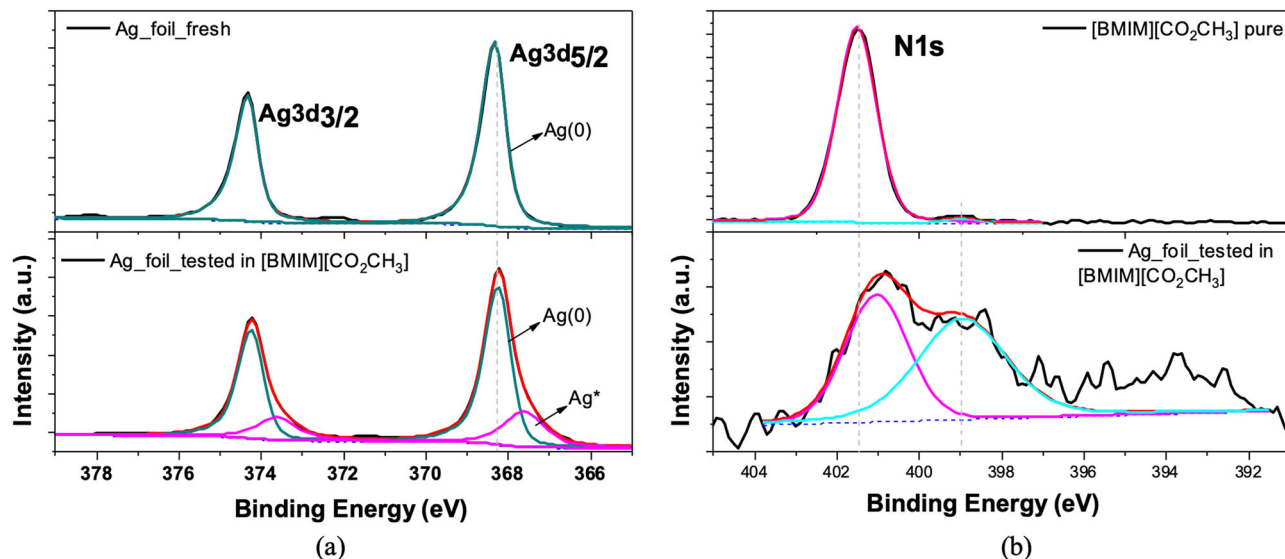 Ag_foil_fresh
Ag3d5/2
Ag3d3/2
Ag(0)
Ag_foil_tested in [BMIM][CO₂CH₃]
Ag(0)
Ag*
Intensity (a.u.)
378 376 374 372 370 368 366
Binding Energy (eV)
(a)
[BMIM][CO₂CH₃] pure
N1s
Ag_foil_tested in
[BMIM][CO₂CH₃]
Intensity (a.u.)
404 402 400 398 396 394 392
Binding Energy (eV)
(b)